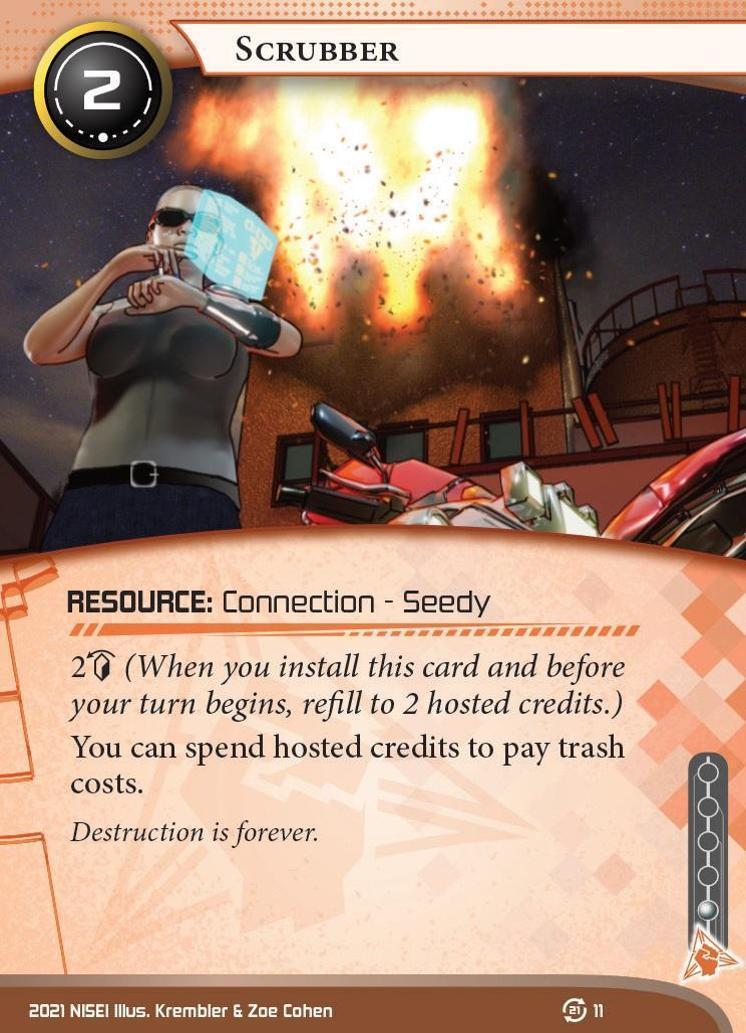 2
SCRUBBER
RESOURCE: Connection - Seedy
2 (When you install this card and before
your turn begins, refill to 2 hosted credits.)
You can spend hosted credits to pay trash
costs.
Destruction is forever.
2021 NISEI Illus. Krembler & Zoe Cohen
21 11